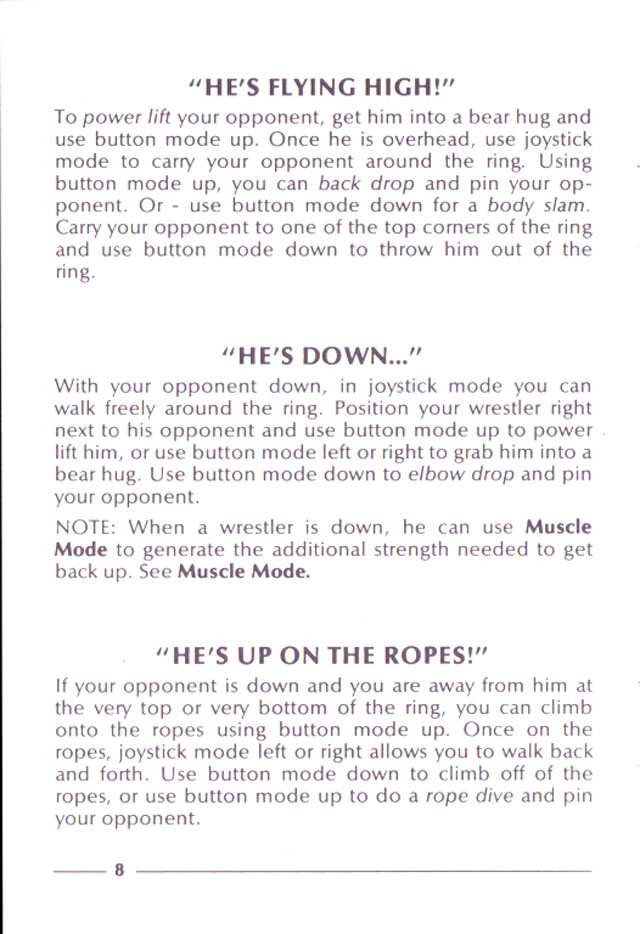 "HE'S FLYING HIGH!"
To power lift your opponent, get him into a bear hug and
use button mode up. Once he is overhead, use joystick
mode to carry your opponent around the ring. Using
button mode up, you can back drop and pin your op-
ponent. Or - use button mode down for a body slam.
Carry your opponent to one of the top corners of the ring
and use button mode down to throw him out of the
ring.
"HE'S DOWN..."
With your opponent down, in joystick mode you can
walk freely around the ring. Position your wrestler right
next to his opponent and use button mode up to power
lift him, or use button mode left or right to grab him into a
bear hug. Use button mode down to elbow drop and pin
your opponent.
NOTE: When a wrestler is down, he can use Muscle
Mode to generate the additional strength needed to get
back up. See Muscle Mode.
"HE'S UP ON THE ROPES!"
If your opponent is down and you are away from him at
the very top or very bottom of the ring, you can climb
onto the ropes using button mode up. Once on the
ropes, joystick mode left or right allows you to walk back
and forth. Use button mode down to climb off of the
ropes, or use button mode up to do a rope dive and pin
your opponent.
8